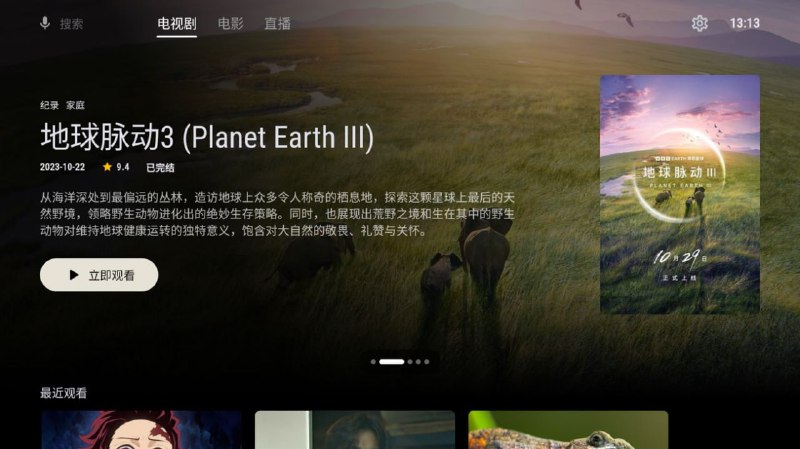 搜索 电视剧 电影 直播 13:13
纪录 家庭
地球脉动3 (Planet Earth III)
2023-10-22 9.4 已完结
从海洋深处到最偏远的丛林，造访地球上众多令人称奇的栖息地，探索这颗星球上最后的天
然野境，领略野生动物进化出的绝妙生存策略。同时，也展现出荒野之境和生在其中的野生
动物对维持地球健康运转的独特意义，饱含对大自然的敬畏、礼赞与关怀。
立即观看
BBC EARTH
地球脉动III
PLANET EARTH III
10月29日
正式上线
最近观看